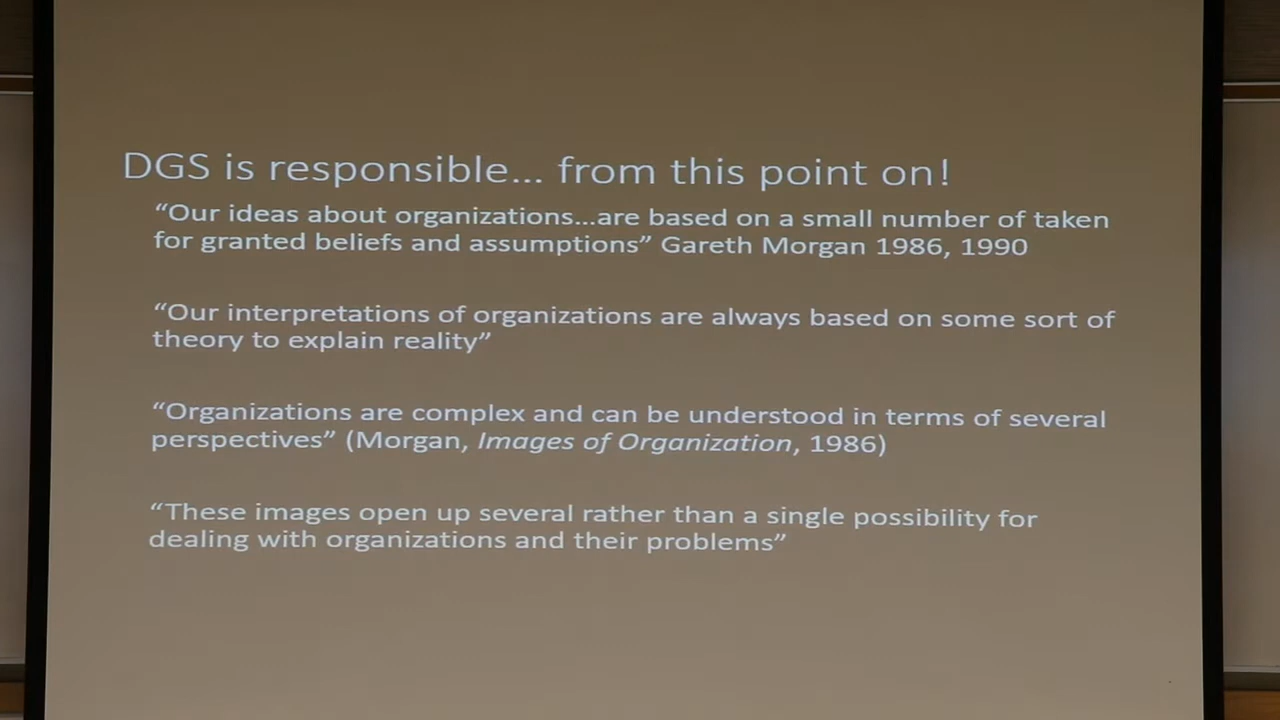 DGS is responsible... from this point on!
“Our ideas about organizations...are based on a small number of taken
for granted beliefs and assumptions” Gareth Morgan 1986, 1990
“Our interpretations of organizations are always based on some sort of
theory to explain reality”
“Organizations are complex and can be understood in terms of several
perspectives” (Morgan, Images of Organization, 1986)
“These images open up several rather than a single possibility for
dealing with organizations and their problems”